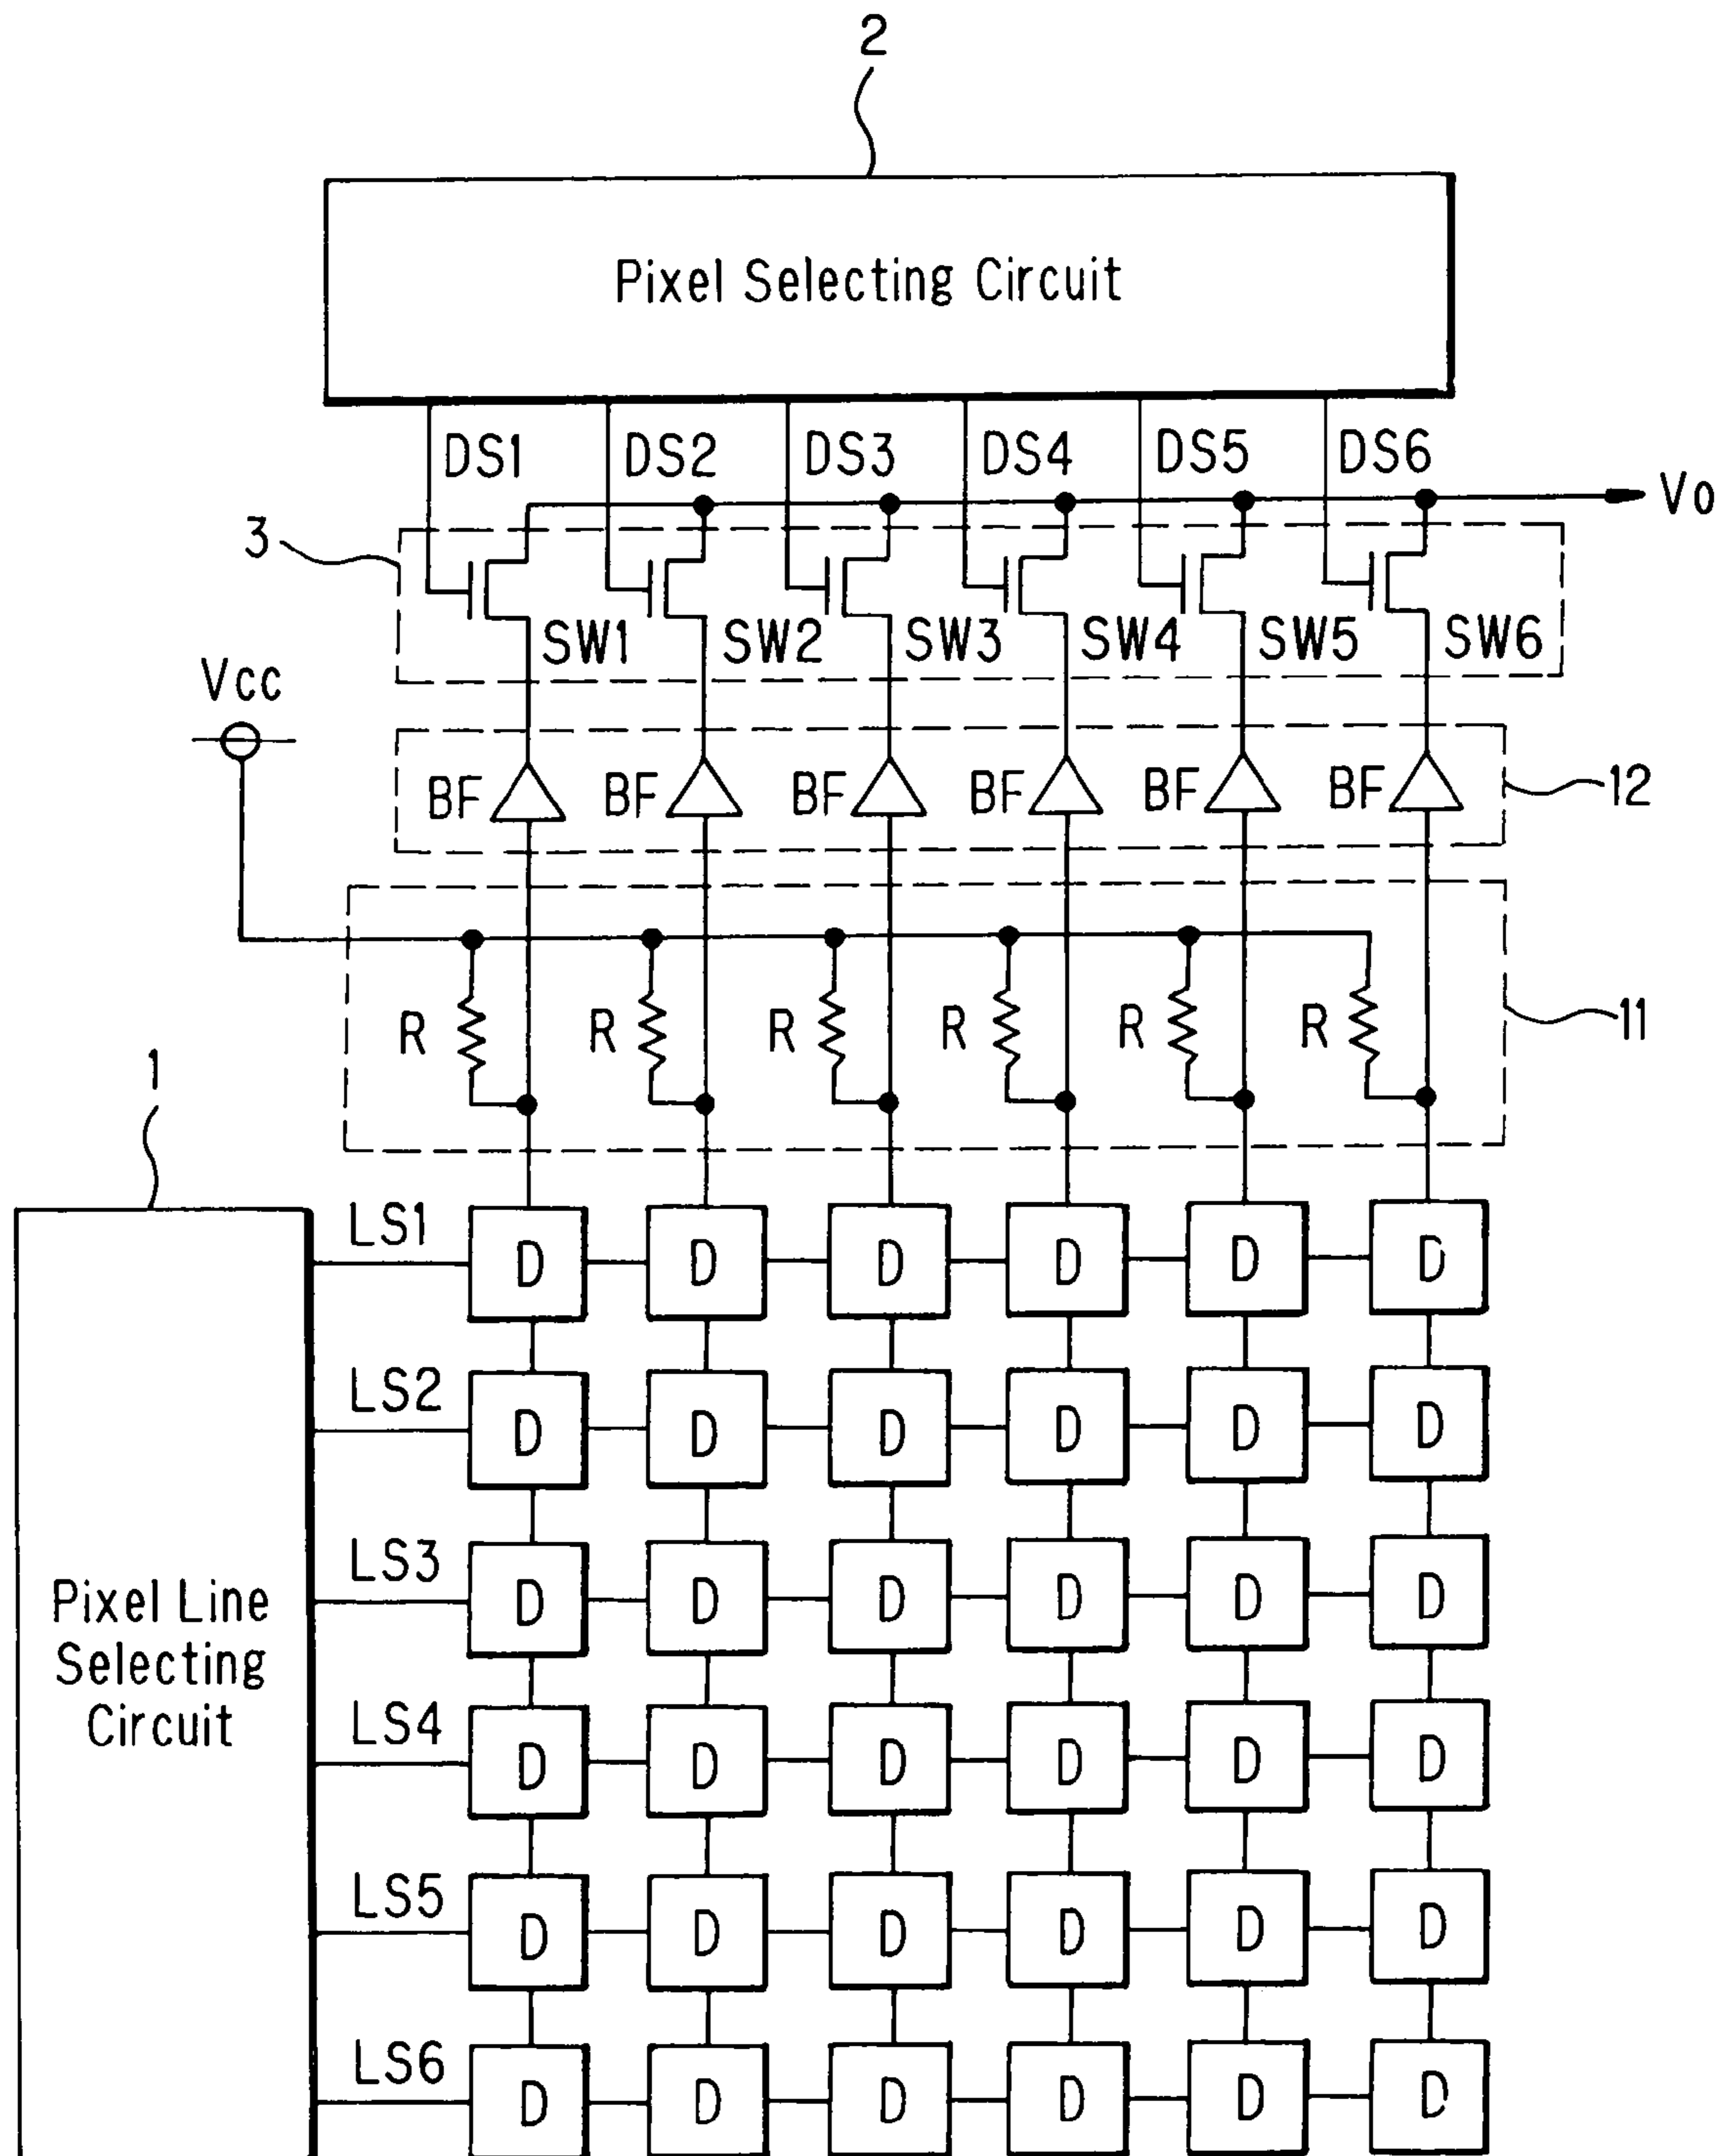 2
Pixel Selecting Circuit
DS1 DS2 DS3 DS4 DS5 DS6
Vo
3
SW1 SW2 SW3 SW4 SW5 SW6
Vcc
BF BF BF BF BF BF
12
R R R R R R
11
1
LS1
D D D D D D
LS2
D D D D D D
LS3
D D D D D D
Pixel Line
Selecting
Circuit
LS4
D D D D D D
LS5
D D D D D D
LS6
D D D D D D